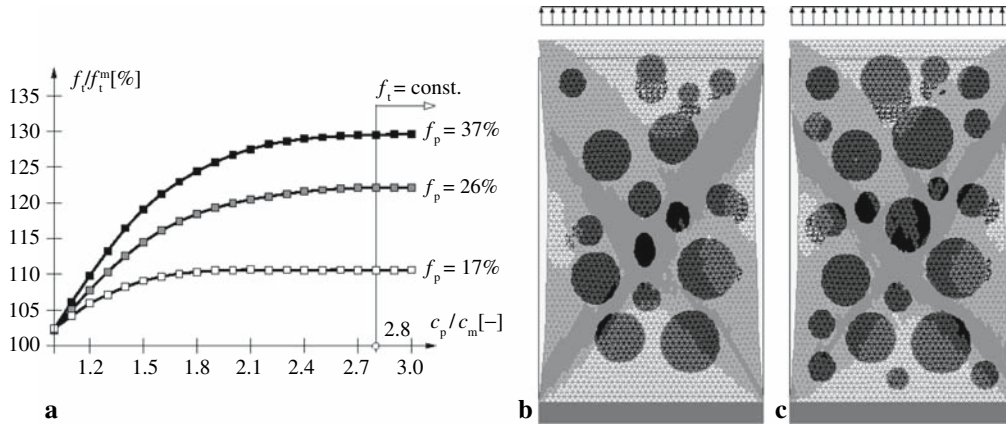 f_t/f_t^m[%]
135
130
125
120
115
110
105
100
f_t = const.
f_p = 37%
f_p = 26%
f_p = 17%
2.8
c_p/c_m[–]
1.2
1.5
1.8
2.1
2.4
2.7
3.0
a
b
c